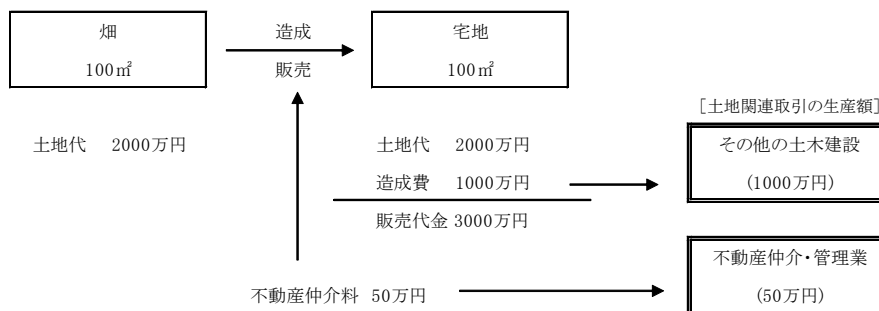 畑
100㎡
造成
販売
宅地
100㎡
[土地関連取引の生産額]
土地代 2000万円
土地代 2000万円
造成費 1000万円
販売代金 3000万円
その他の土木建設
(1000万円)
不動産仲介料 50万円
不動産仲介・管理業
(50万円)